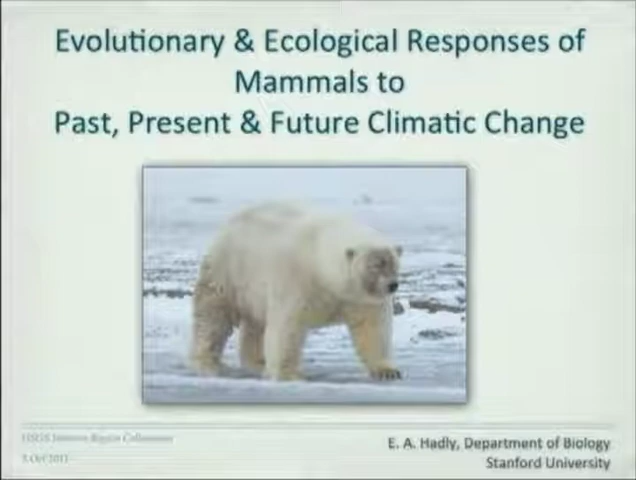 Evolutionary & Ecological Responses of
Mammals to
Past, Present & Future Climatic Change
E. A. Hadly, Department of Biology
Stanford University